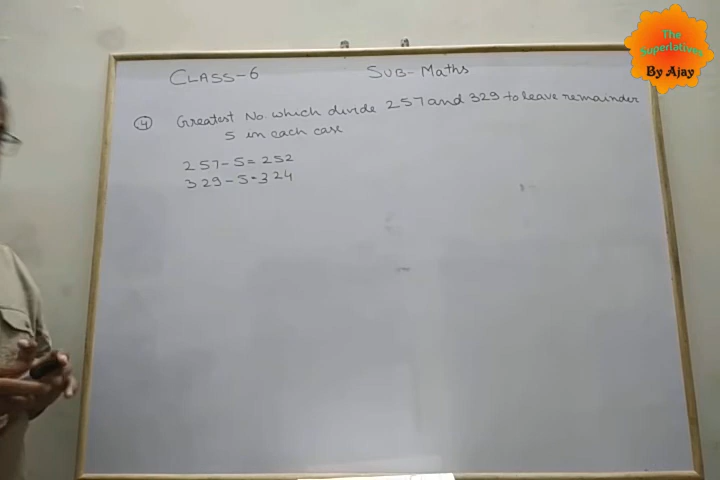 The
Superlatives
By Ajay
CLASS-6
SUB- Maths
4 Greatest No. which divide 257 and 329 to leave remainder
5 in each case
257-5=252
329-5=324